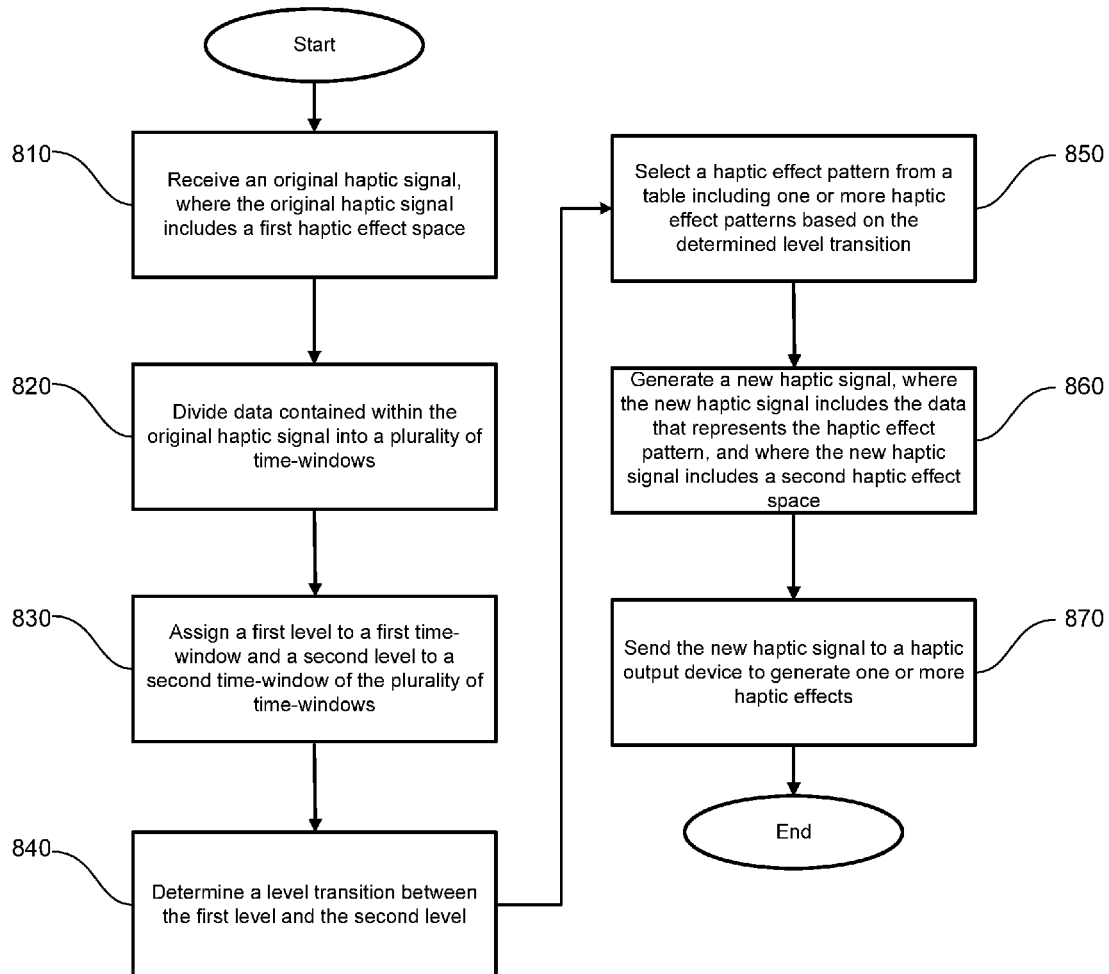 Start
810
Receive an original haptic signal,
where the original haptic signal
includes a first haptic effect space
820
Divide data contained within the
original haptic signal into a plurality of
time-windows
830
Assign a first level to a first time-
window and a second level to a
second time-window of the plurality of
time-windows
840
Determine a level transition between
the first level and the second level
850
Select a haptic effect pattern from a
table including one or more haptic
effect patterns based on the
determined level transition
860
Generate a new haptic signal, where
the new haptic signal includes the data
that represents the haptic effect
pattern, and where the new haptic
signal includes a second haptic effect
space
870
Send the new haptic signal to a haptic
output device to generate one or more
haptic effects
End